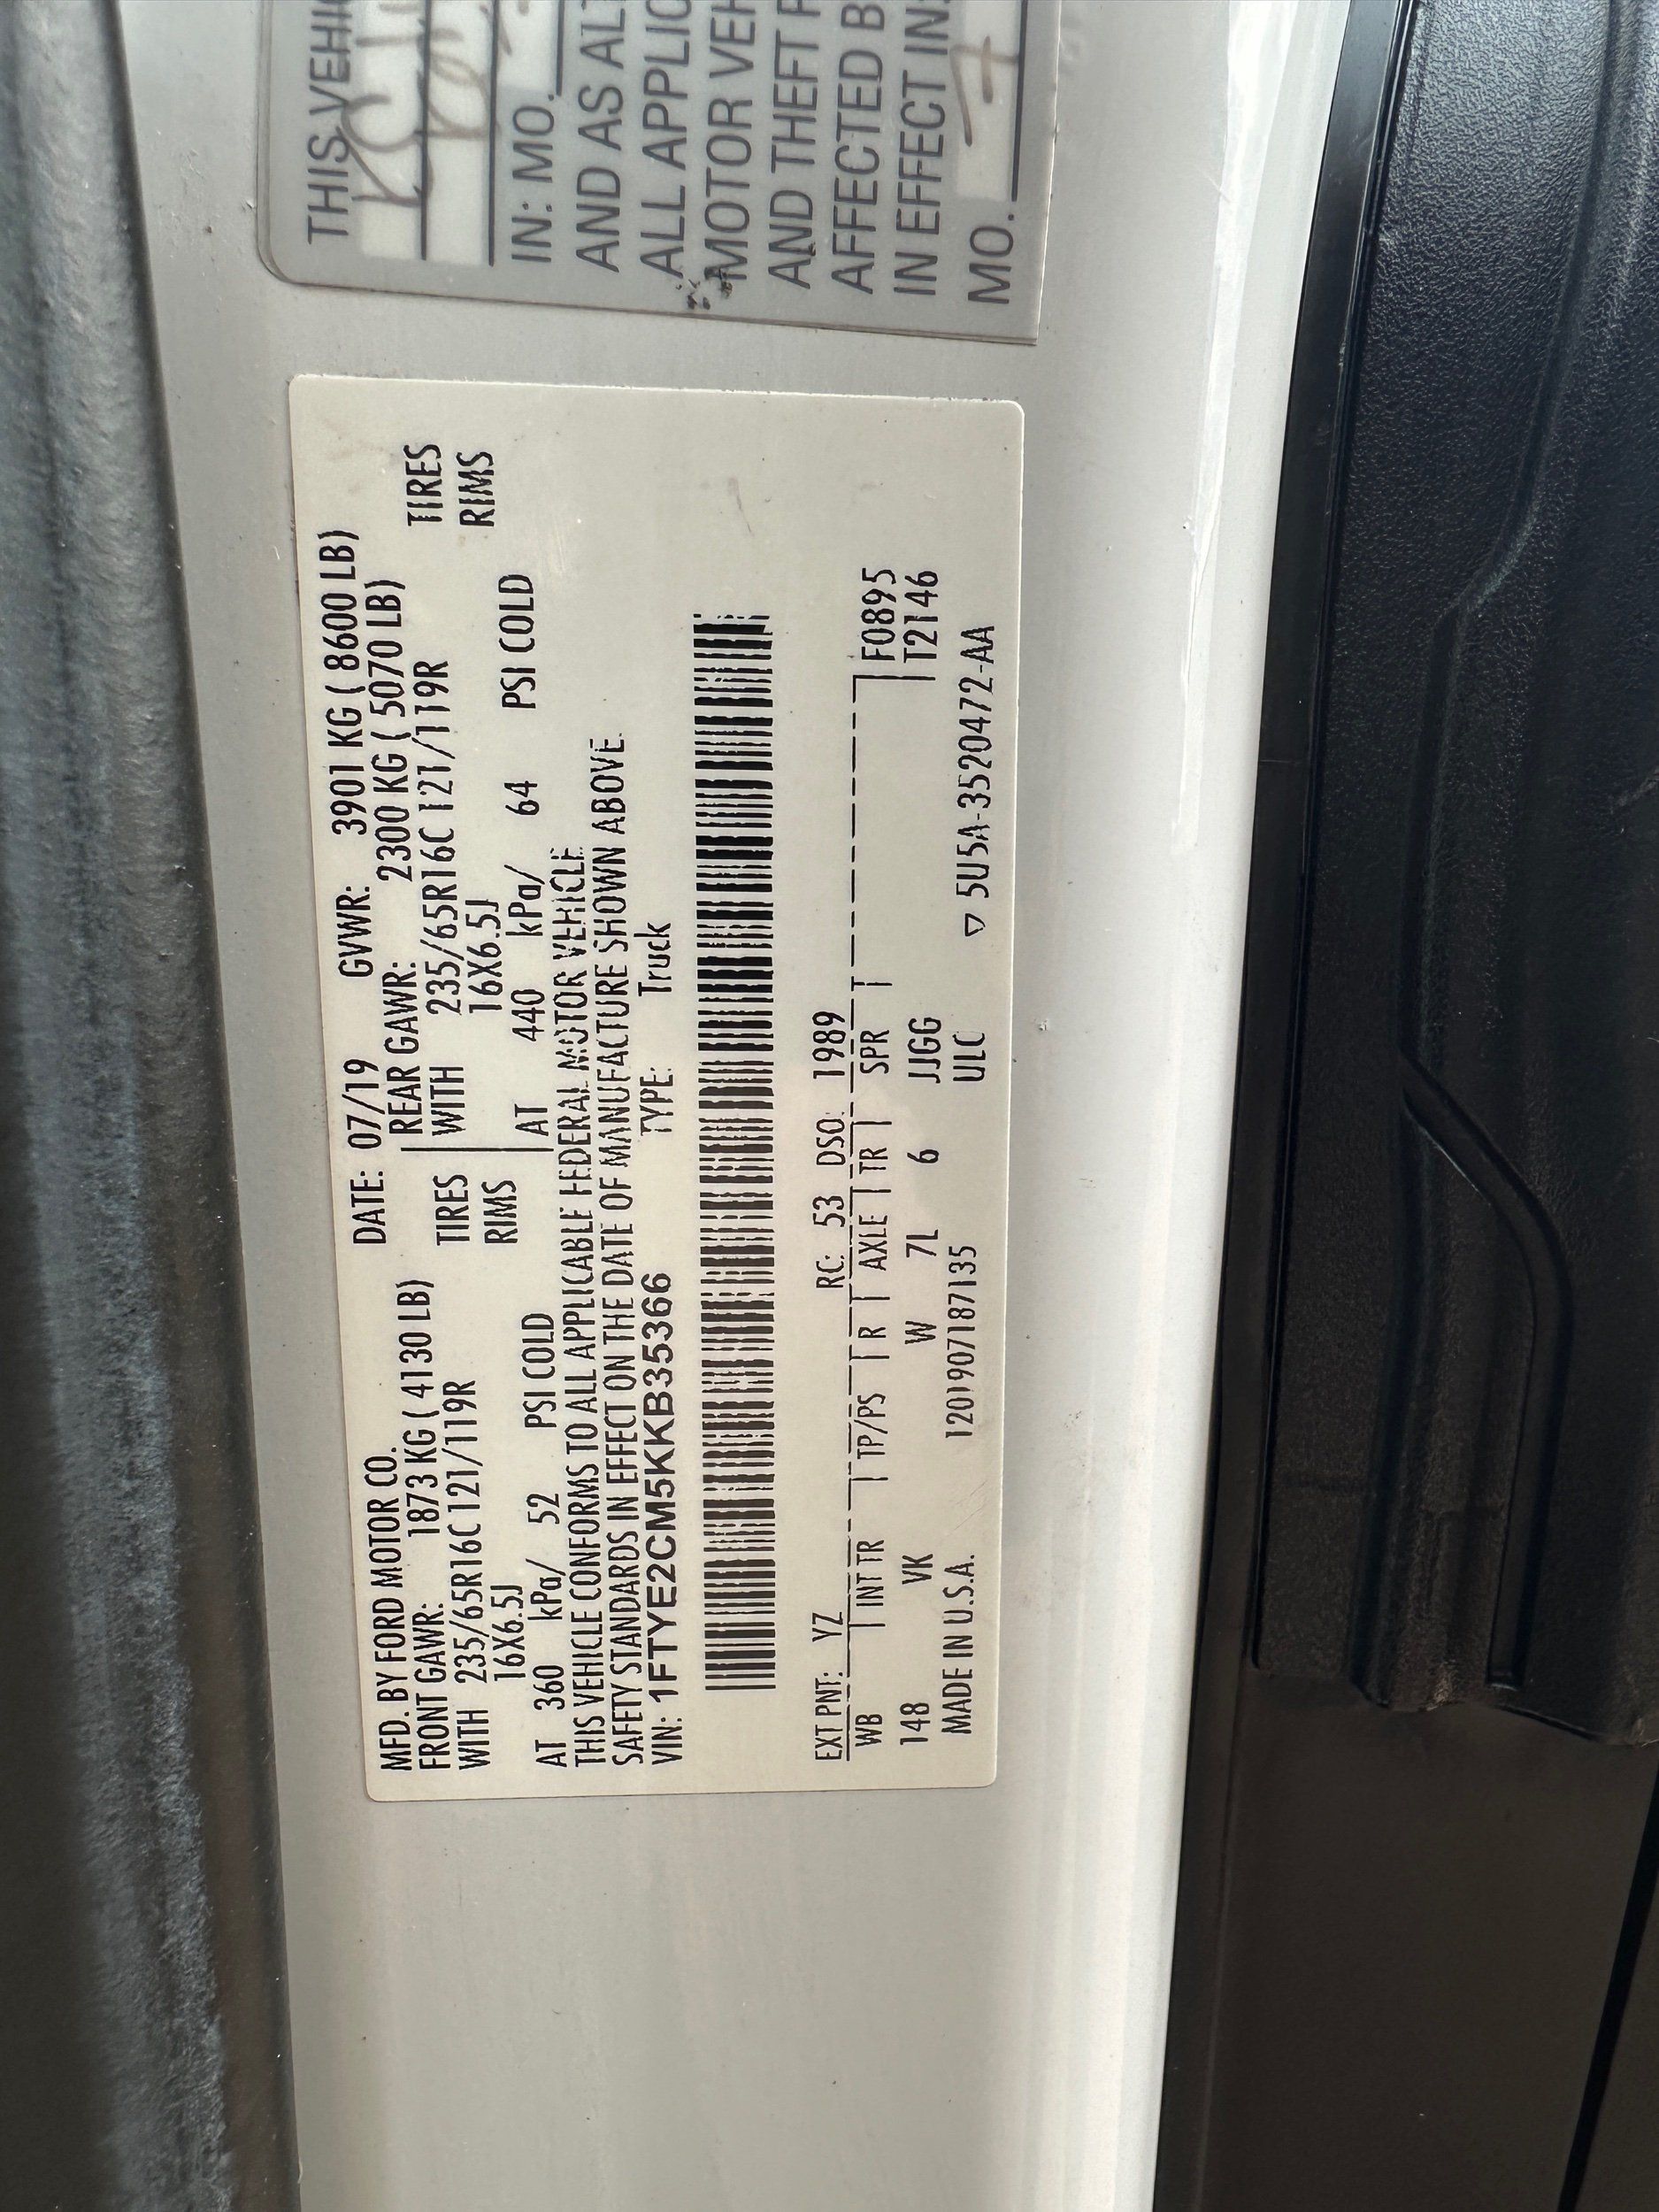 MFD. BY FORD MOTOR CO. DATE: 07/19 GVWR: 3901 KG ( 8600 LB)
FRONT GAWR: 1873 KG ( 4130 LB) REAR GAWR: 2300 KG ( 5070 LB)
WITH 235/65R16C 121/119R TIRES WITH 235/65R16C 121/119R TIRES
16X6.5J RIMS 16X6.5J RIMS
AT 360 kPa/ 52 PSI COLD AT 440 kPa/ 64 PSI COLD
THIS VEHICLE CONFORMS TO ALL APPLICABLE FEDERAL MOTOR VEHICLE
SAFETY STANDARDS IN EFFECT ON THE DATE OF MANUFACTURE SHOWN ABOVE.
VIN: 1FTYE2CM5KKB35366 TYPE: Truck
EXT PNT: YZ RC: 53 DSO: 1989
WB INT TR TP/PS R AXLE TR SPR F0895
148 VK W 7L 6 JJGG T2146
MADE IN U.S.A. 1201907187135 ULC
▽ 5U5A-3520472-AA
THIS VEHIC
IN: MO.
AND AS ALT
ALL APPLIC
MOTOR VEH
AND THEFT P
AFFECTED B
IN EFFECT IN:
MO. 7